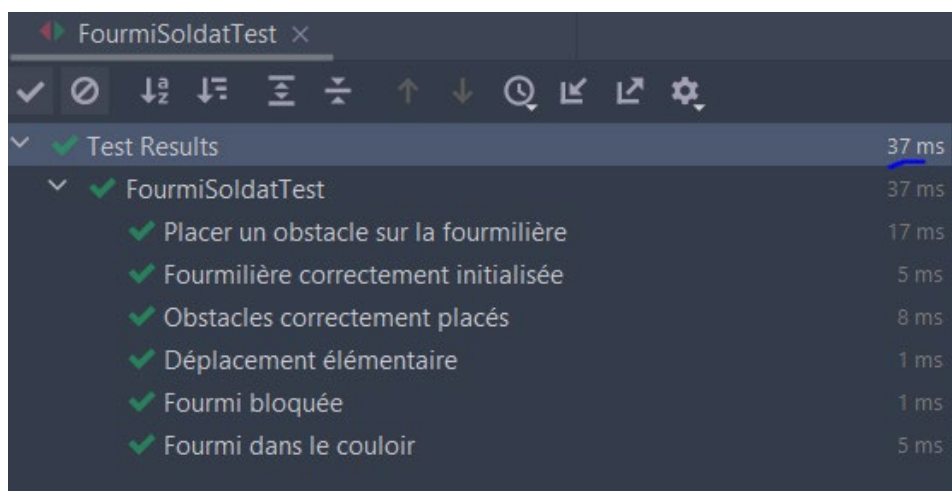 FourmiSoldatTest
Test Results 37 ms
FourmiSoldatTest 37 ms
Placer un obstacle sur la fourmilière 17 ms
Fourmilière correctement initialisée 5 ms
Obstacles correctement placés 8 ms
Déplacement élémentaire 1 ms
Fourmi bloquée 1 ms
Fourmi dans le couloir 5 ms